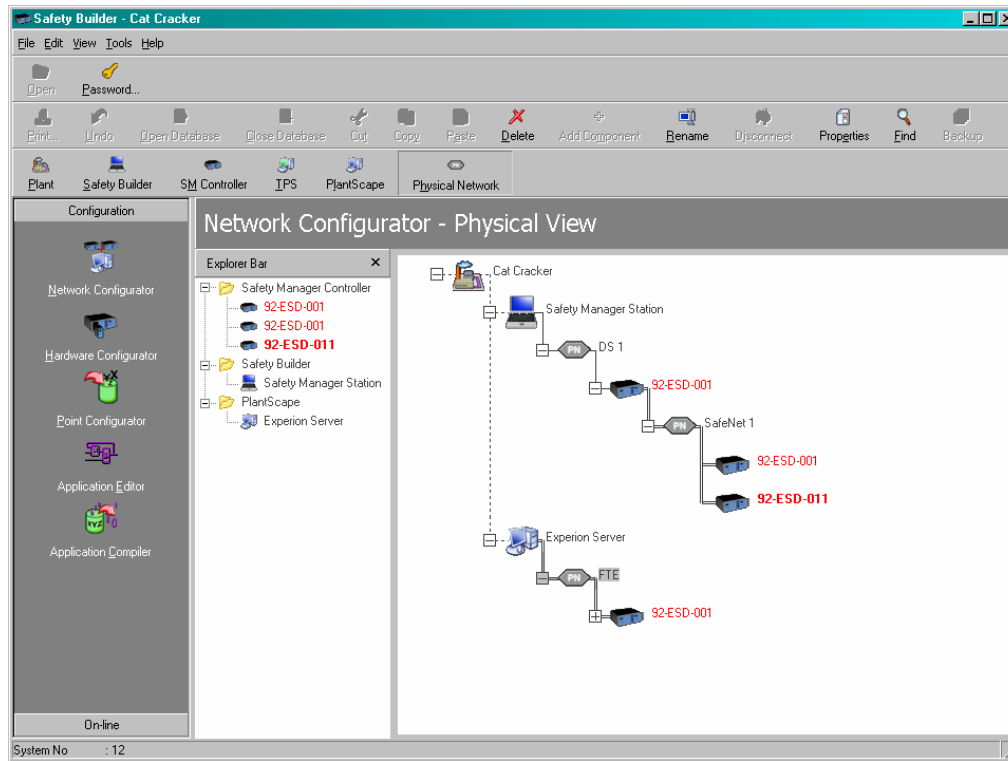 Safety Builder - Cat Cracker
File Edit View Tools Help
Open Password...
Print... Undo Open Database Close Database Cut Copy Paste Delete Add Component Rename Disconnect Properties Find Backup
Plant Safety Builder SM Controller TPS PlantScape Physical Network
Configuration
Network Configurator - Physical View
Network Configurator
Hardware Configurator
Point Configurator
Application Editor
Application Compiler
On-line
Explorer Bar
Safety Manager Controller
92-ESD-001
92-ESD-001
92-ESD-011
Safety Builder
Safety Manager Station
PlantScape
Experion Server
Cat Cracker
Safety Manager Station
PN DS 1
92-ESD-001
PN SafeNet 1
92-ESD-001
92-ESD-011
Experion Server
PN FTE
92-ESD-001
System No : 12